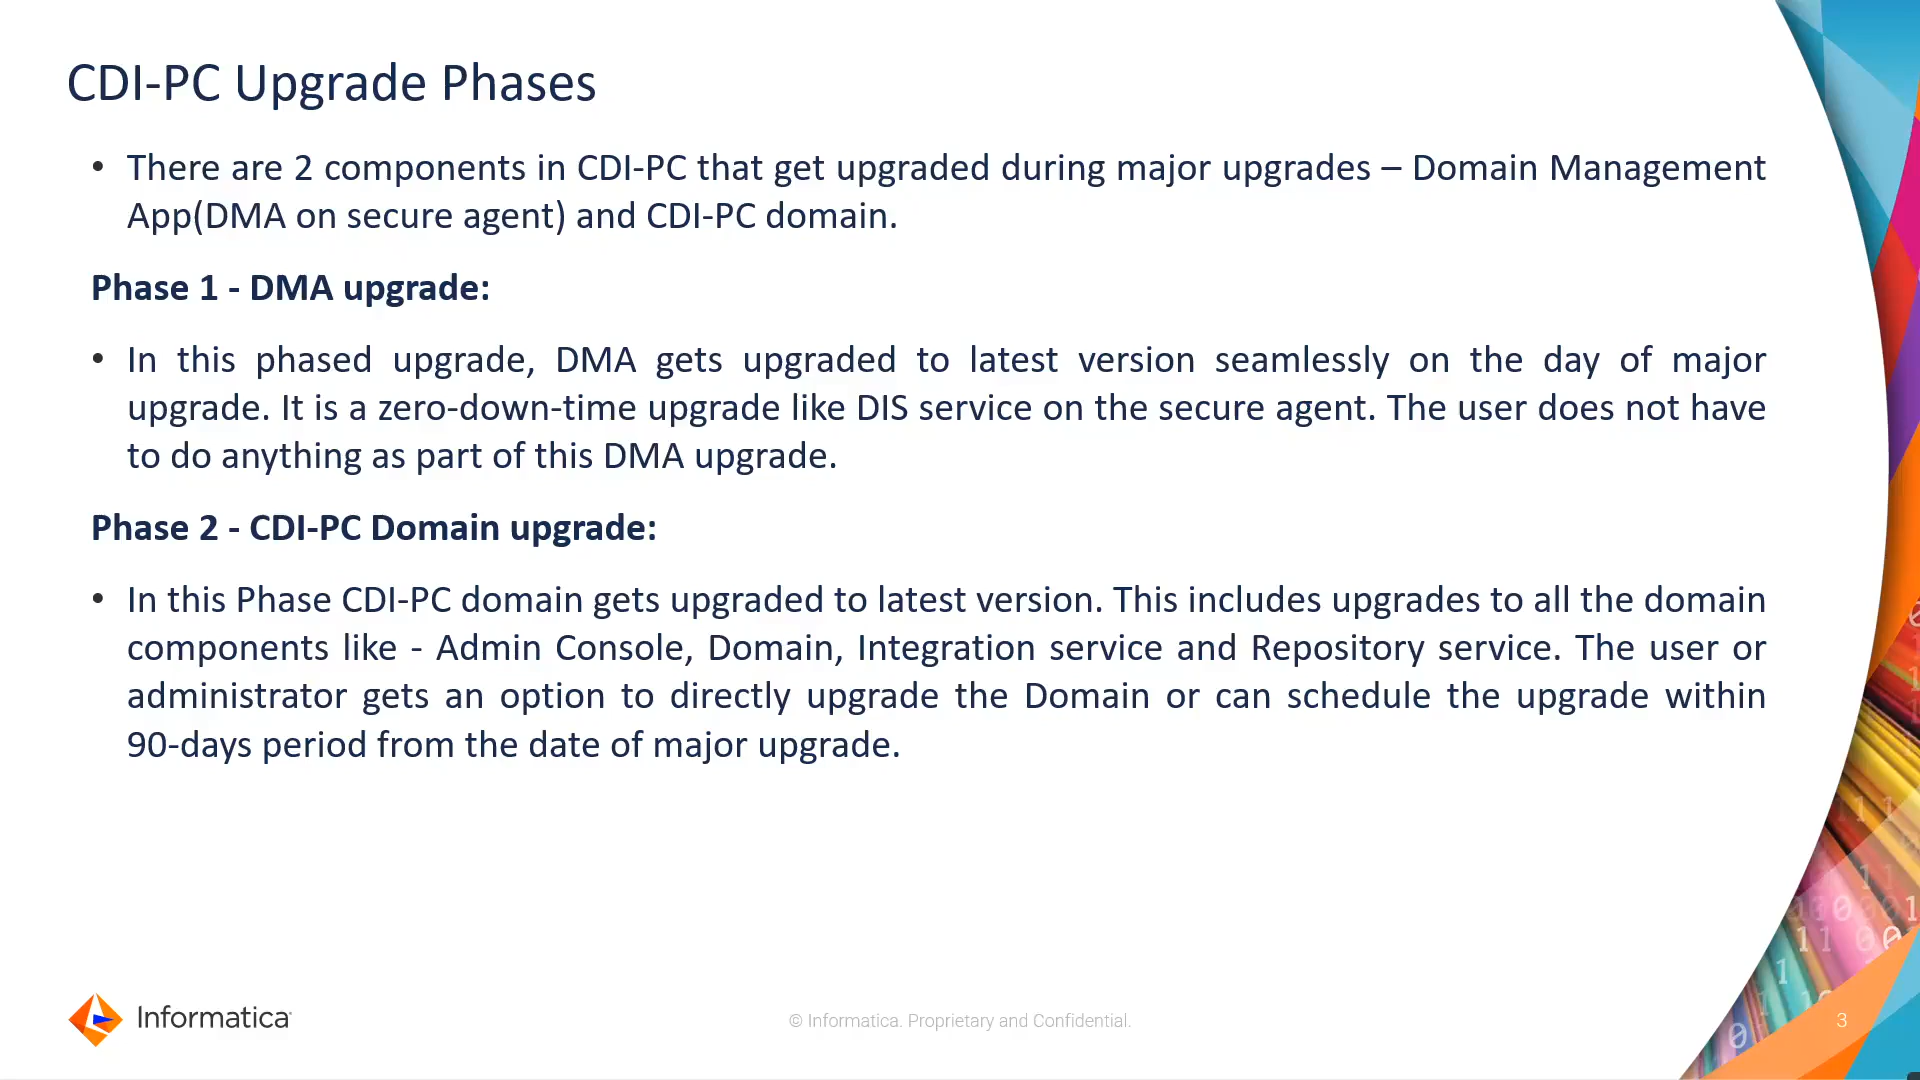 CDI-PC Upgrade Phases
• There are 2 components in CDI-PC that get upgraded during major upgrades – Domain Management
App(DMA on secure agent) and CDI-PC domain.
Phase 1 - DMA upgrade:
• In this phased upgrade, DMA gets upgraded to latest version seamlessly on the day of major
upgrade. It is a zero-down-time upgrade like DIS service on the secure agent. The user does not have
to do anything as part of this DMA upgrade.
Phase 2 - CDI-PC Domain upgrade:
• In this Phase CDI-PC domain gets upgraded to latest version. This includes upgrades to all the domain
components like - Admin Console, Domain, Integration service and Repository service. The user or
administrator gets an option to directly upgrade the Domain or can schedule the upgrade within
90-days period from the date of major upgrade.
Informatica
© Informatica. Proprietary and Confidential.
3